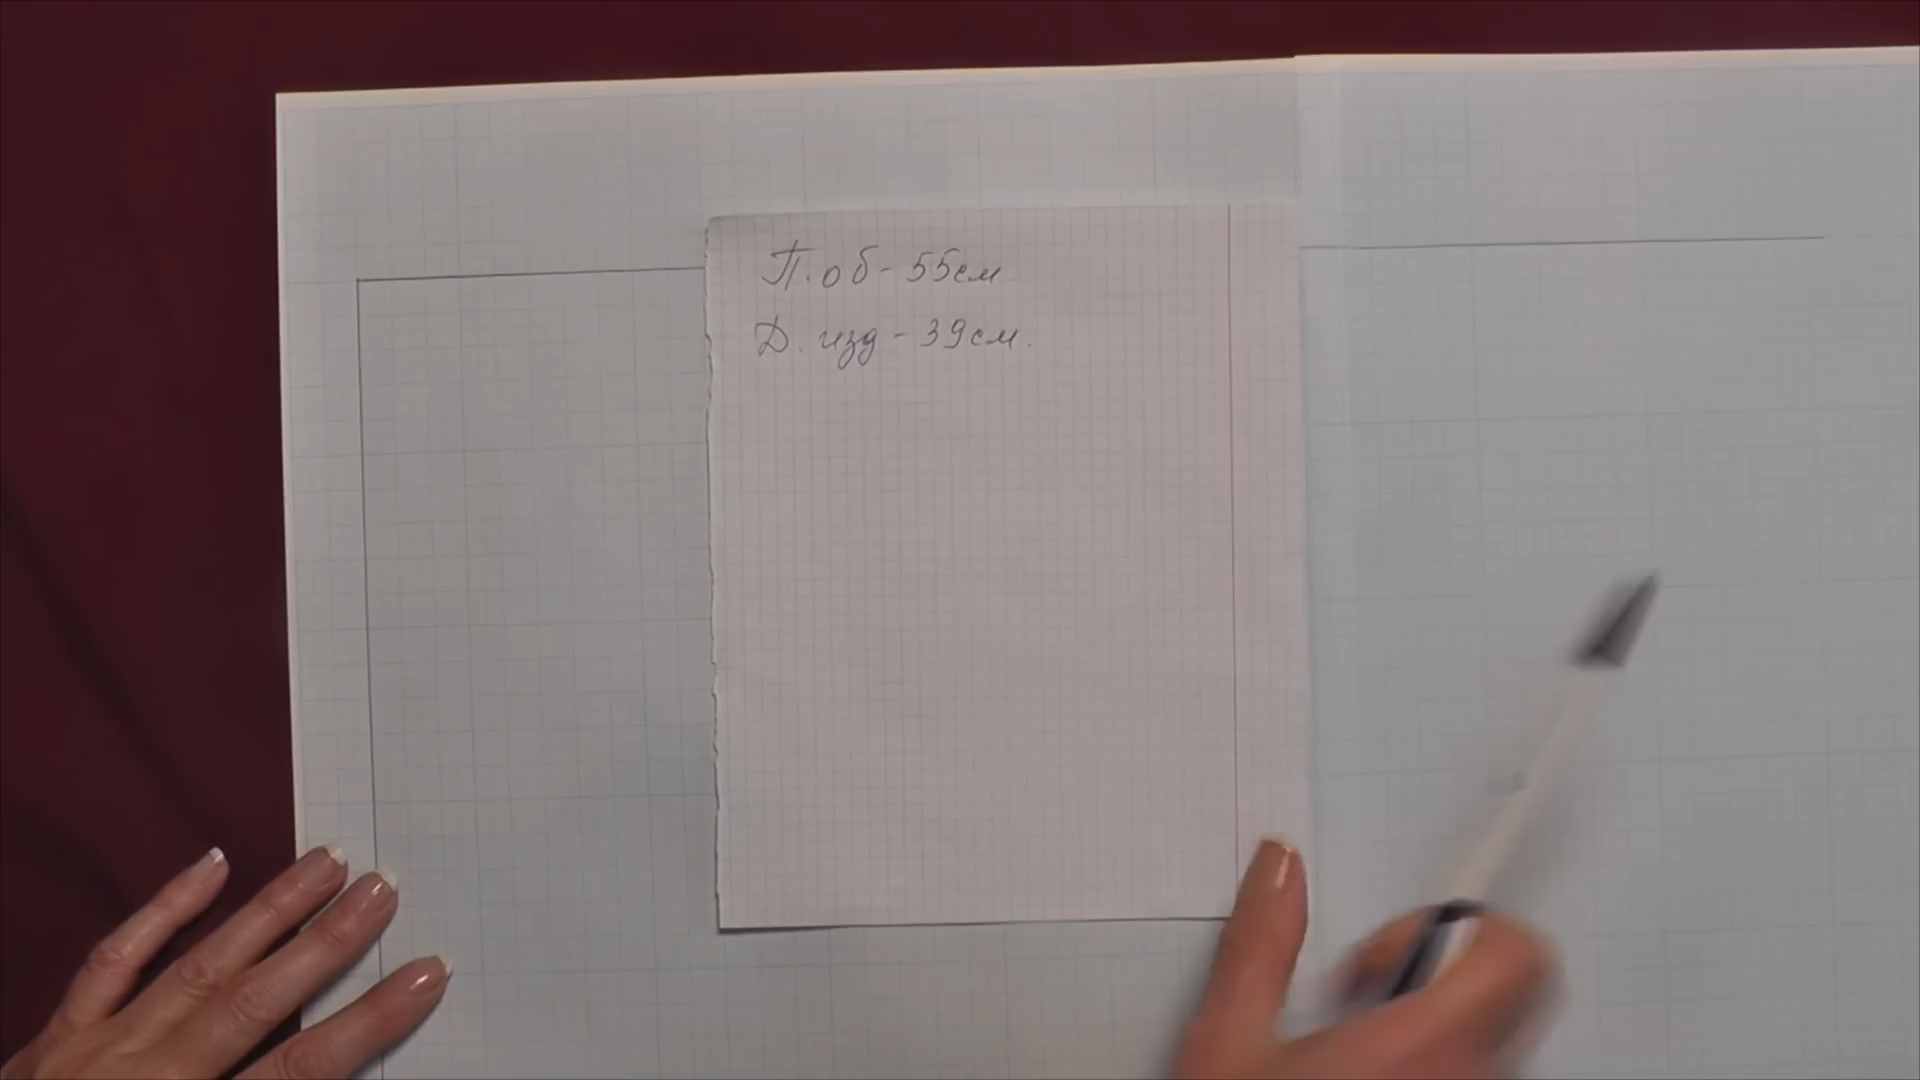 П. об - 55см
Д. изд - 39см.